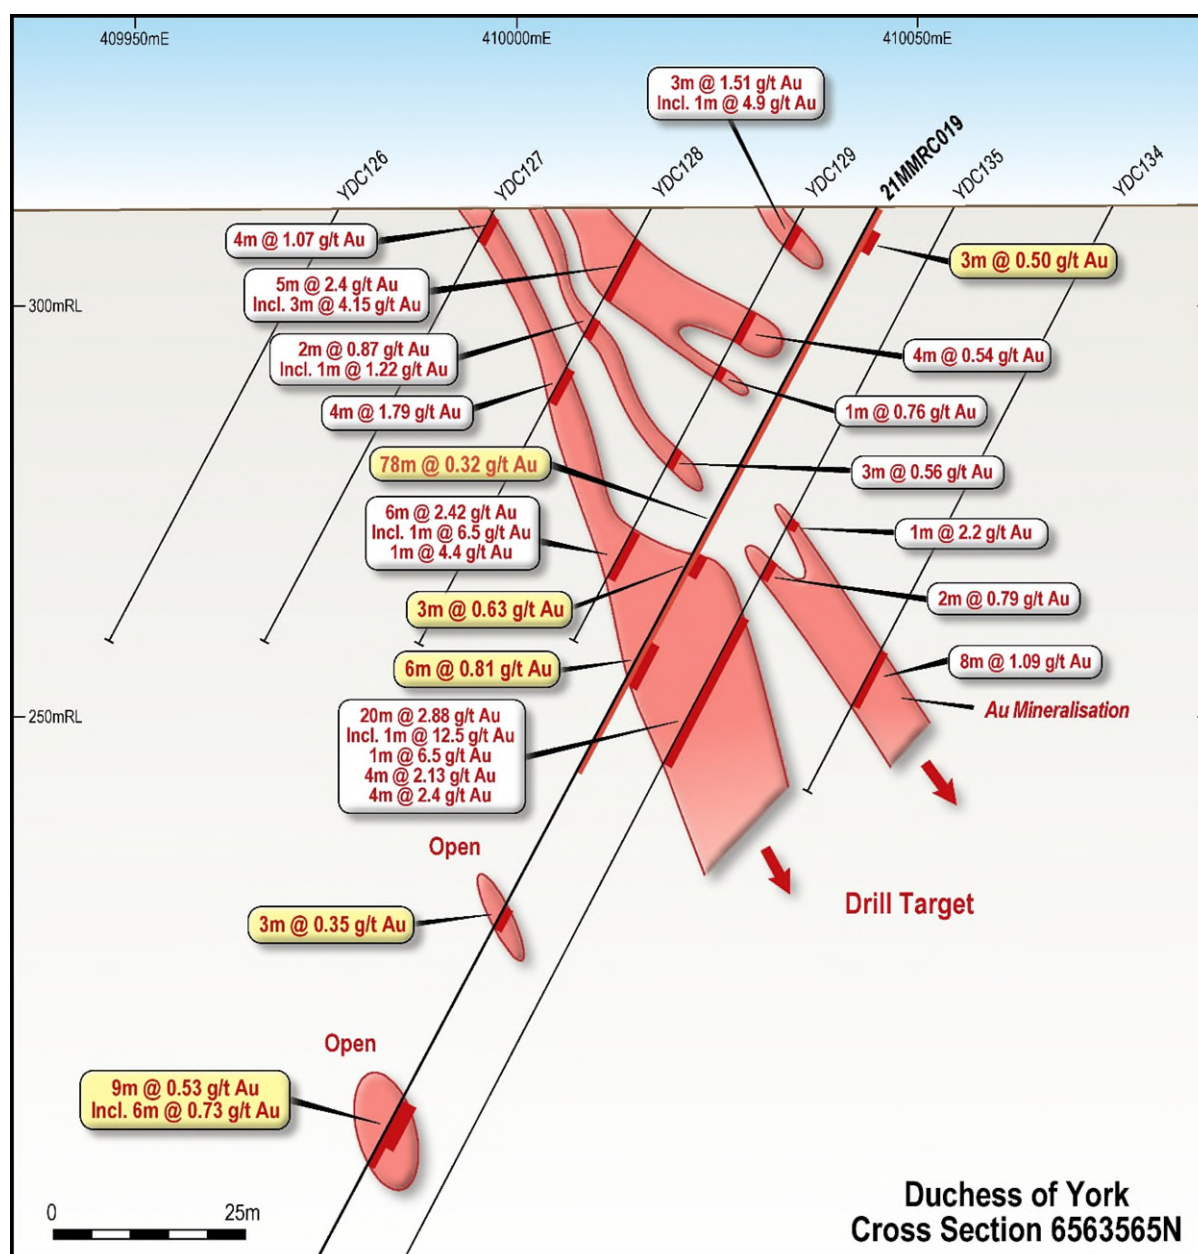 409950mE
410000mE
410050mE
3m @ 1.51 g/t Au
Incl. 1m @ 4.9 g/t Au
YDC126
YDC127
YDC128
YDC129
21MMRC019
YDC135
YDC134
4m @ 1.07 g/t Au
3m @ 0.50 g/t Au
5m @ 2.4 g/t Au
Incl. 3m @ 4.15 g/t Au
300mRL
2m @ 0.87 g/t Au
Incl. 1m @ 1.22 g/t Au
4m @ 0.54 g/t Au
4m @ 1.79 g/t Au
1m @ 0.76 g/t Au
78m @ 0.32 g/t Au
3m @ 0.56 g/t Au
6m @ 2.42 g/t Au
Incl. 1m @ 6.5 g/t Au
1m @ 4.4 g/t Au
1m @ 2.2 g/t Au
3m @ 0.63 g/t Au
2m @ 0.79 g/t Au
6m @ 0.81 g/t Au
8m @ 1.09 g/t Au
Au Mineralisation
250mRL
20m @ 2.88 g/t Au
Incl. 1m @ 12.5 g/t Au
1m @ 6.5 g/t Au
4m @ 2.13 g/t Au
4m @ 2.4 g/t Au
Open
Drill Target
3m @ 0.35 g/t Au
Open
9m @ 0.53 g/t Au
Incl. 6m @ 0.73 g/t Au
0
25m
Duchess of York
Cross Section 6563565N